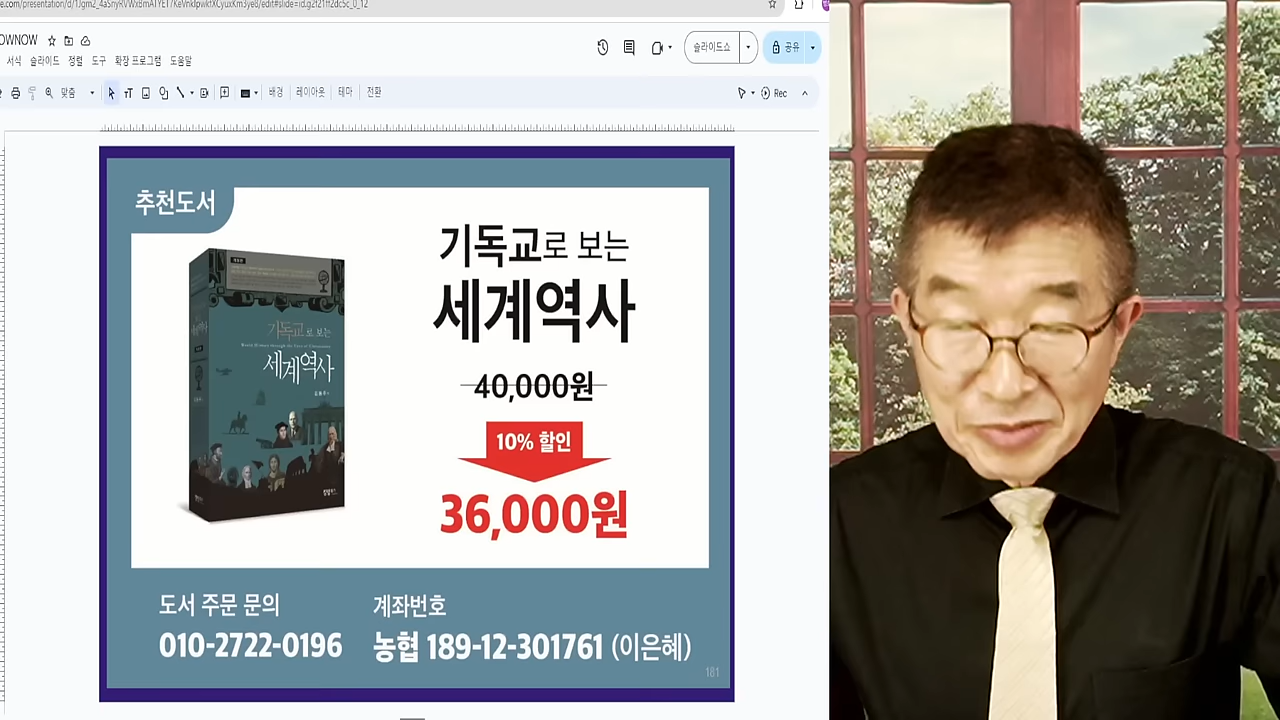 OWNOW
서식 슬라이드 정렬 도구 확장 프로그램 도움말
슬라이드쇼
공유
맞춤
배경 레이아웃 테마 전환
Rec
추천도서
기독교로 보는
세계역사
40,000원
10% 할인
36,000원
기독교로 보는
세계역사
도서 주문 문의
010-2722-0196
계좌번호
농협 189-12-301761 (이은혜)
181